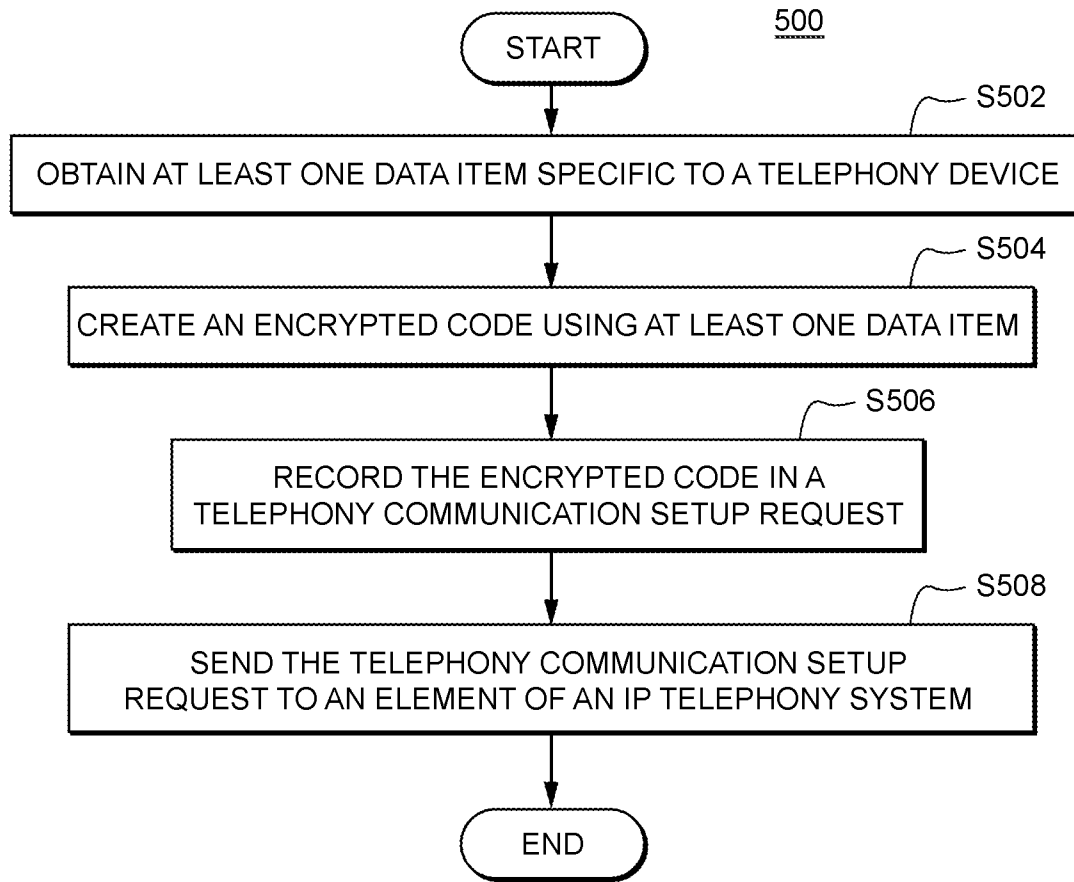 500
START
S502
OBTAIN AT LEAST ONE DATA ITEM SPECIFIC TO A TELEPHONY DEVICE
S504
CREATE AN ENCRYPTED CODE USING AT LEAST ONE DATA ITEM
S506
RECORD THE ENCRYPTED CODE IN A
TELEPHONY COMMUNICATION SETUP REQUEST
S508
SEND THE TELEPHONY COMMUNICATION SETUP
REQUEST TO AN ELEMENT OF AN IP TELEPHONY SYSTEM
END